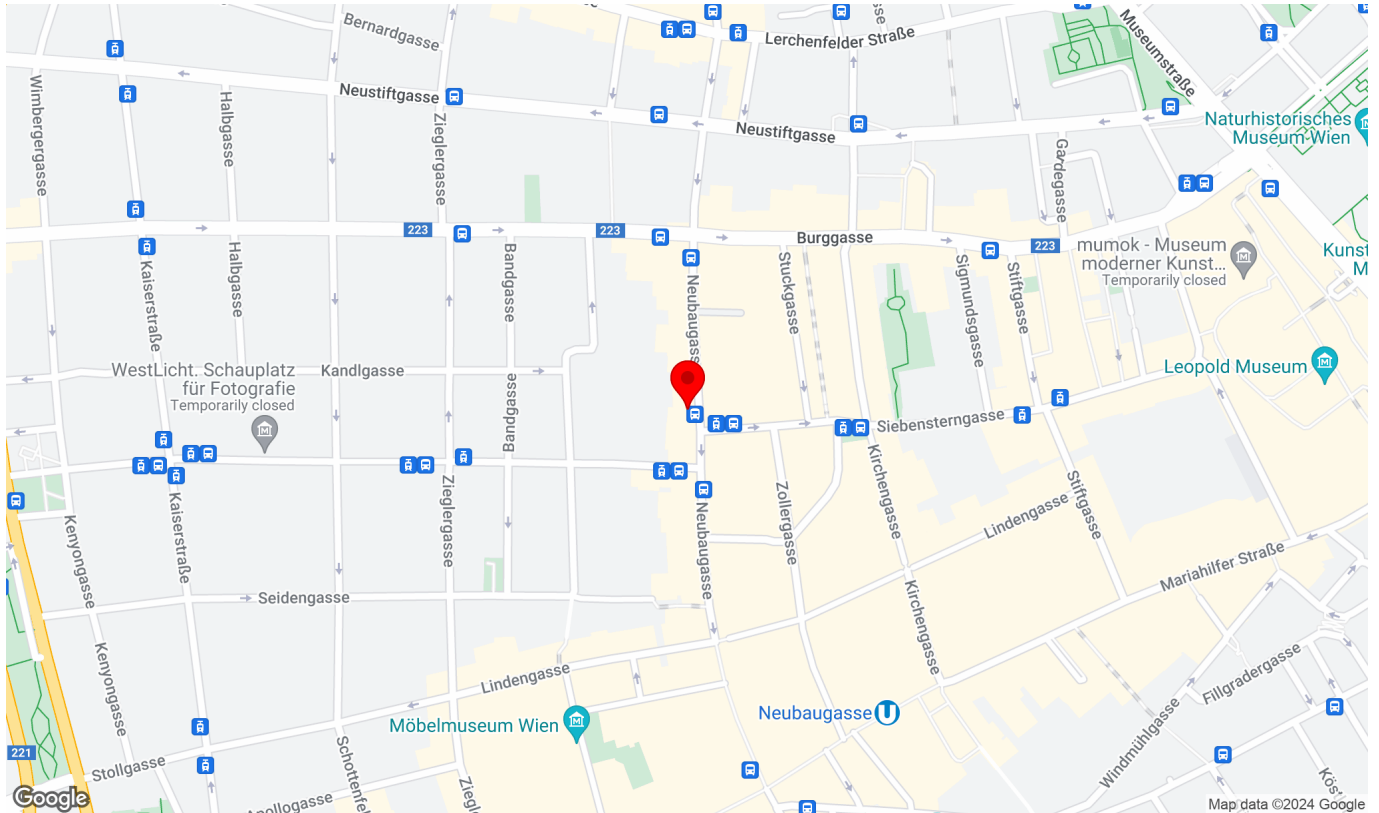 Bernardgasse
Lerchenfelder Straße
Museumstraße
Wimbergergasse
Halbgasse
Neustiftgasse
Zieglergasse
Neustiftgasse
Gardegasse
Naturhistorisches
Museum Wien
223
223
Burggasse
223
mumok - Museum
moderner Kunst...
Temporarily closed
Kunst
M
Kaiserstraße
Halbgasse
Bandgasse
Neubaugasse
Stuckgasse
Sigmundsgasse
Stiftgasse
WestLicht. Schauplatz
für Fotografie
Temporarily closed
Kandlgasse
Leopold Museum
Bandgasse
Siebensterngasse
Kenyongasse
Kaiserstraße
Zieglergasse
Neubaugasse
Zollergasse
Kirchengasse
Lindengasse
Stiftgasse
Mariahilfer Straße
Seidengasse
Kirchengasse
Kenyongasse
Lindengasse
Fillgradergasse
Möbelmuseum Wien
Neubaugasse
U
Windmühlgasse
221
Stollgasse
Schottenfel
Apollogasse
Ziegle
Köst
Google
Map data ©2024 Google